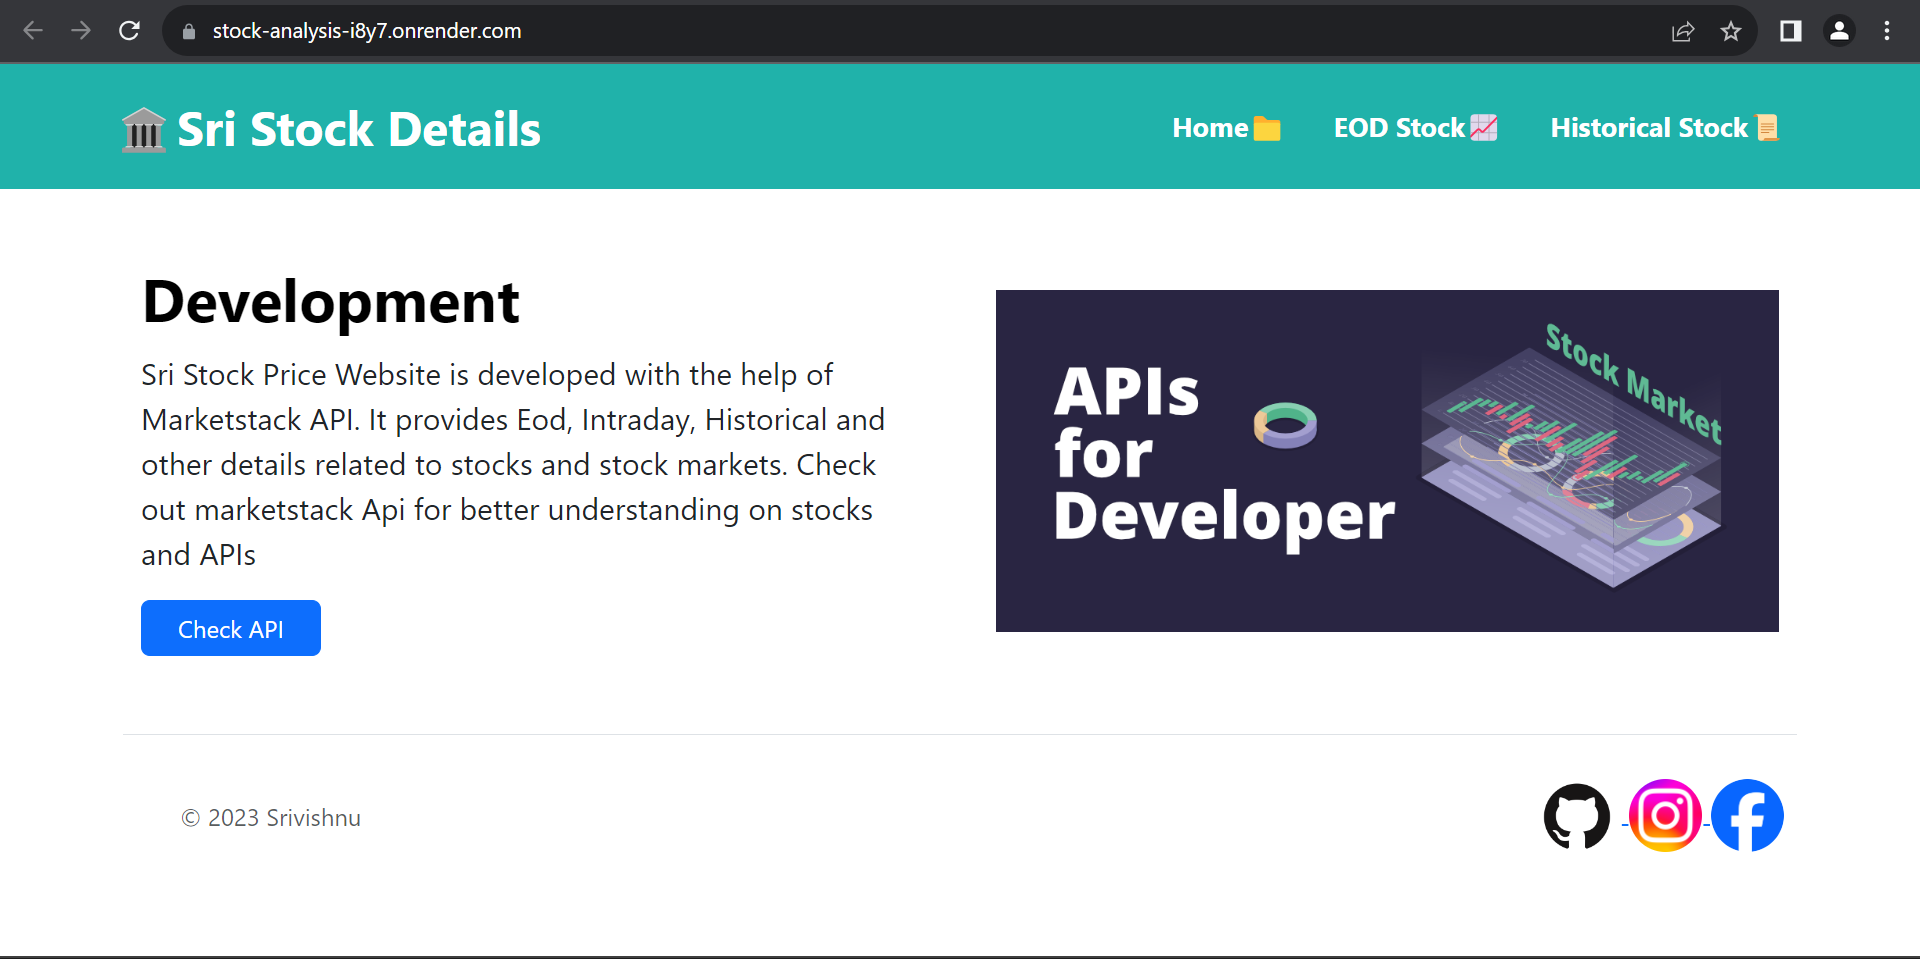 stock-analysis-i8y7.onrender.com
Sri Stock Details
Home
EOD Stock
Historical Stock
Development
Sri Stock Price Website is developed with the help of
Marketstack API. It provides Eod, Intraday, Historical and
other details related to stocks and stock markets. Check
out marketstack Api for better understanding on stocks
and APIs
Check API
APIs
for
Developer
Stock Market
© 2023 Srivishnu